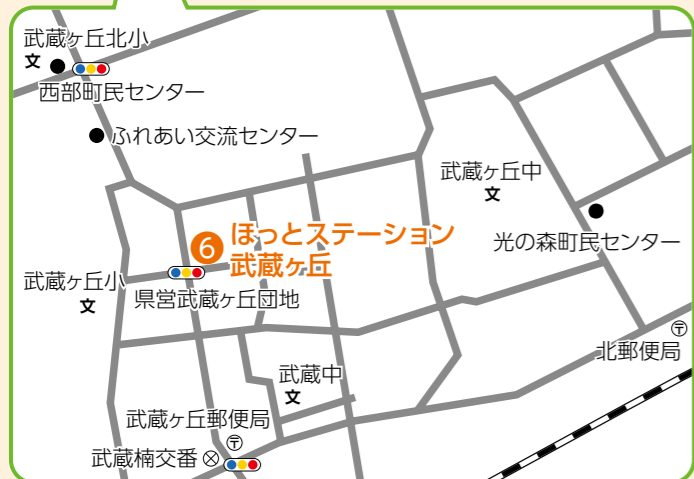 武蔵ヶ丘北小
文
西部町民センター
ふれあい交流センター
武蔵ヶ丘中
文
光の森町民センター
6 ほっとステーション
武蔵ヶ丘
武蔵ヶ丘小
文
県営武蔵ヶ丘団地
〒
北郵便局
武蔵中
文
武蔵ヶ丘郵便局
〒
武蔵楠交番